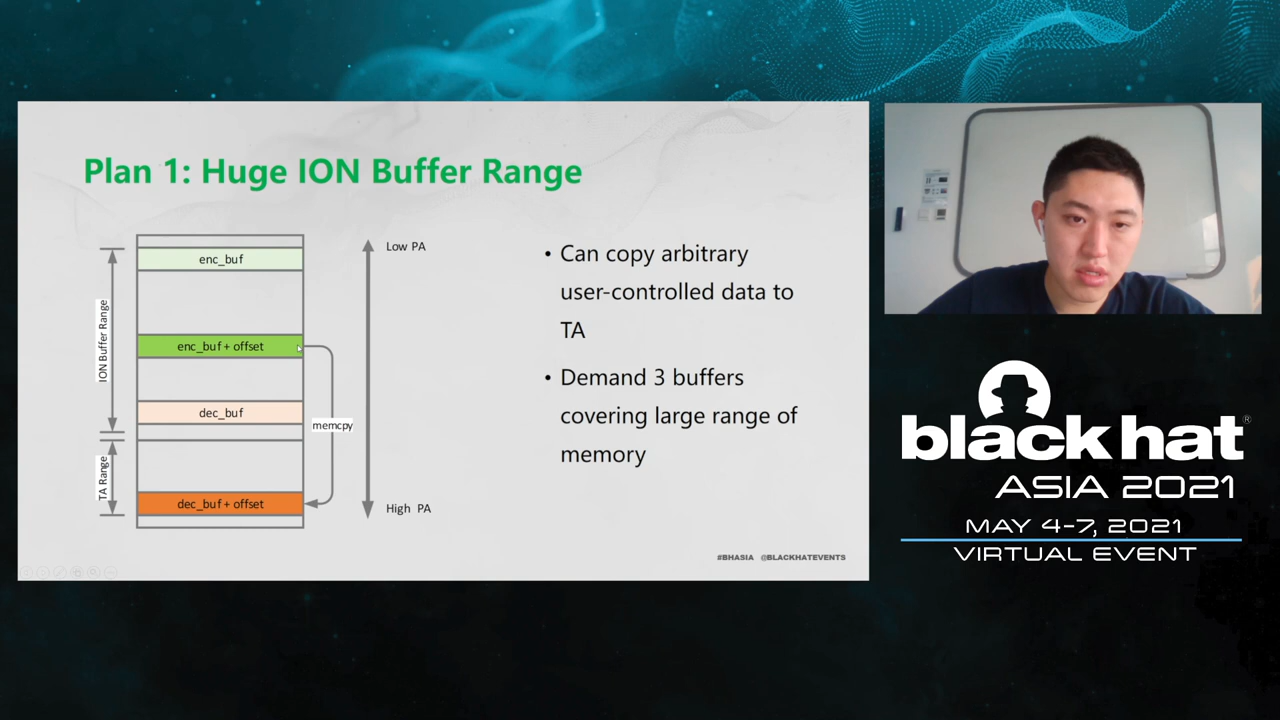 Plan 1: Huge ION Buffer Range
ION Buffer Range
TA Range
enc_buf
enc_buf + offset
dec_buf
dec_buf + offset
memcpy
Low PA
High PA
• Can copy arbitrary
user-controlled data to
TA
• Demand 3 buffers
covering large range of
memory
#BHASIA @BLACKHATEVENTS
black hat®
ASIA 2021
MAY 4-7, 2021
VIRTUAL EVENT